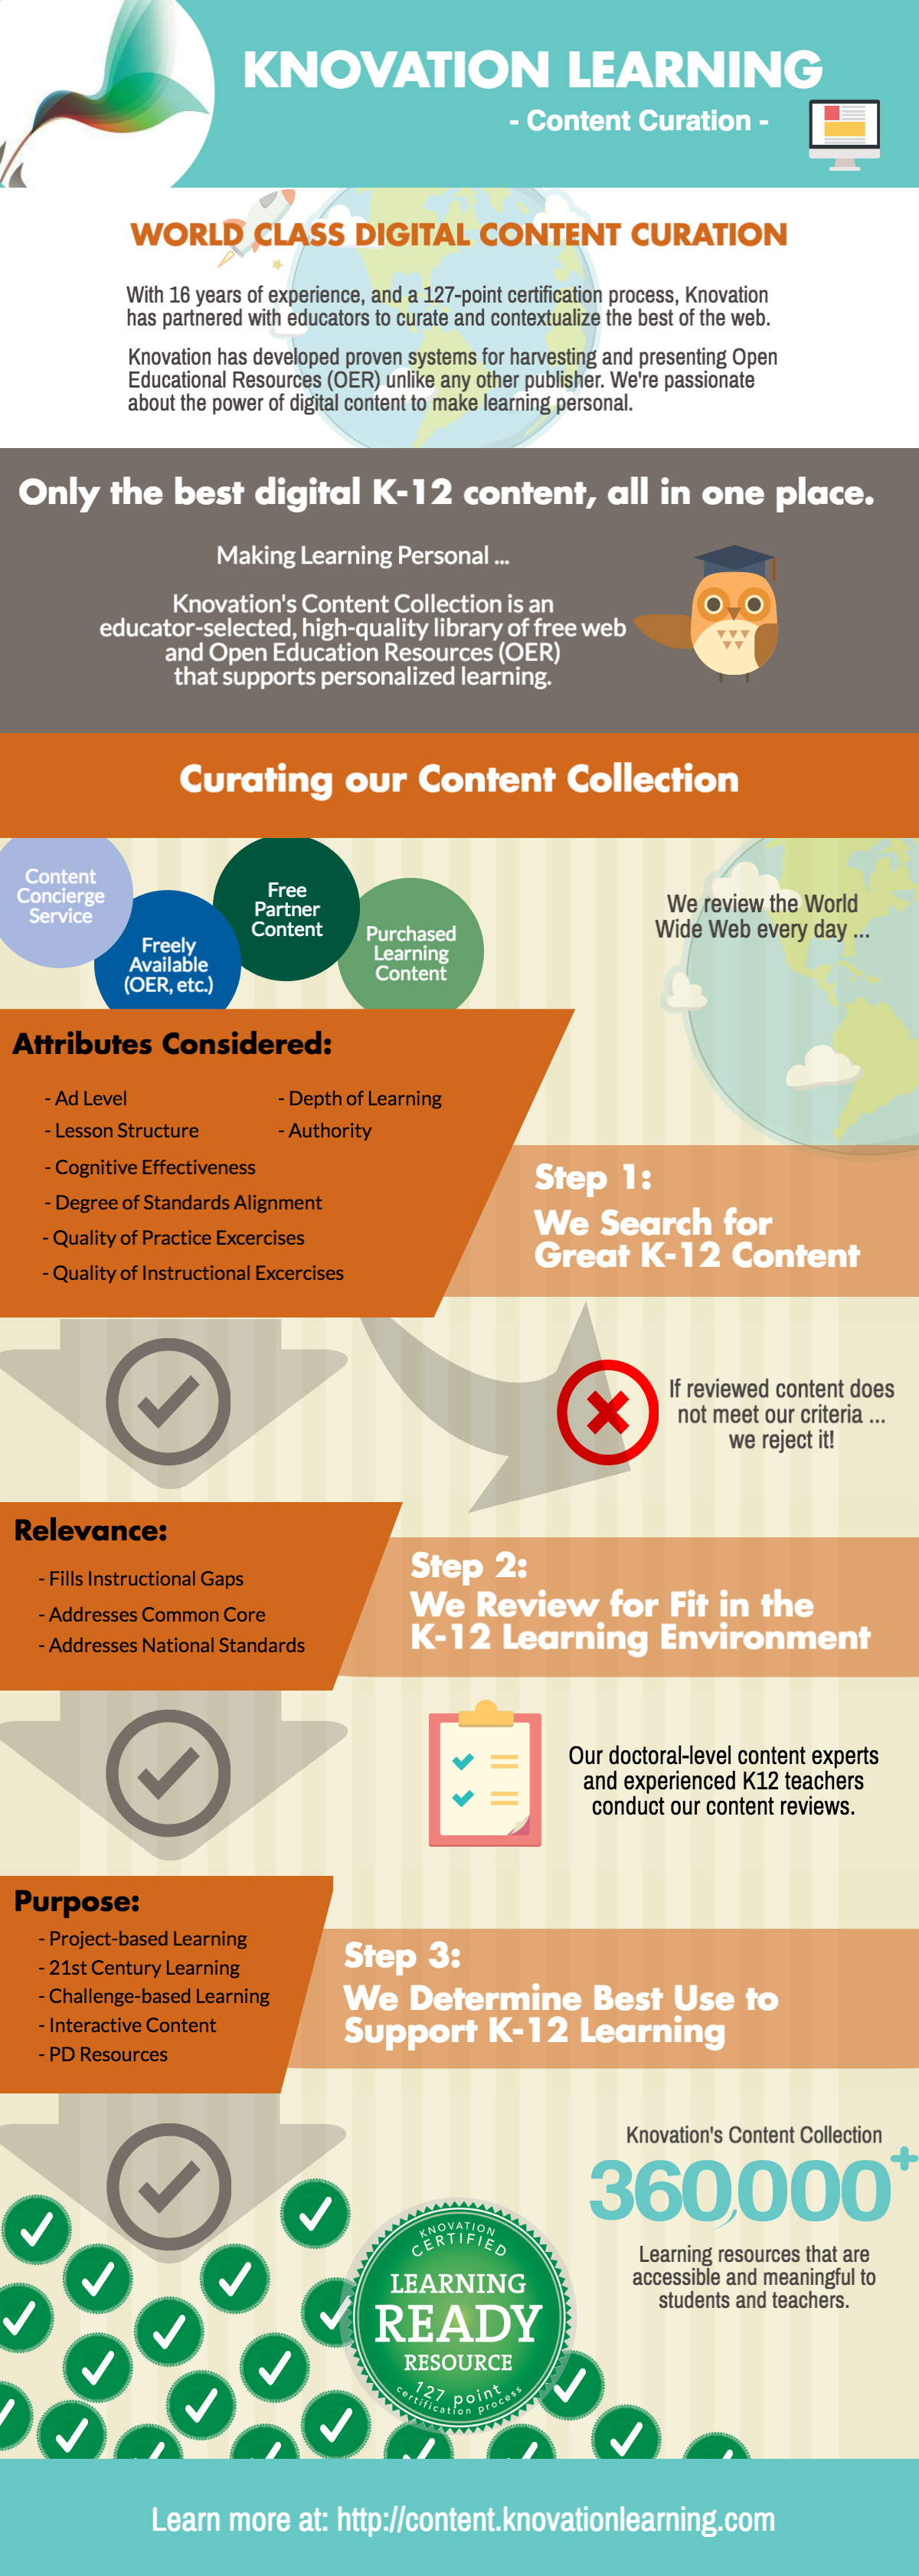 KNOVATION LEARNING
- Content Curation -
WORLD CLASS DIGITAL CONTENT CURATION
With 16 years of experience, and a 127-point certification process, Knovation
has partnered with educators to curate and contextualize the best of the web.
Knovation has developed proven systems for harvesting and presenting Open
Educational Resources (OER) unlike any other publisher. We're passionate
about the power of digital content to make learning personal.
Only the best digital K-12 content, all in one place.
Making Learning Personal ...
Knovation's Content Collection is an
educator-selected, high-quality library of free web
and Open Education Resources (OER)
that supports personalized learning.
Curating our Content Collection
Content
Concierge
Service
Freely
Available
(OER, etc.)
Free
Partner
Content
Purchased
Learning
Content
We review the World
Wide Web every day ...
Attributes Considered:
- Ad Level
- Lesson Structure
- Cognitive Effectiveness
- Degree of Standards Alignment
- Quality of Practice Excercises
- Quality of Instructional Excercises
- Depth of Learning
- Authority
Step 1:
We Search for
Great K-12 Content
If reviewed content does
not meet our criteria ...
we reject it!
Relevance:
- Fills Instructional Gaps
- Addresses Common Core
- Addresses National Standards
Step 2:
We Review for Fit in the
K-12 Learning Environment
Our doctoral-level content experts
and experienced K12 teachers
conduct our content reviews.
Purpose:
- Project-based Learning
- 21st Century Learning
- Challenge-based Learning
- Interactive Content
- PD Resources
Step 3:
We Determine Best Use to
Support K-12 Learning
Knovation's Content Collection
360,000+
Learning resources that are
accessible and meaningful to
students and teachers.
KNOVATION
CERTIFIED
LEARNING
READY
RESOURCE
127 point
certification process
Learn more at: http://content.knovationlearning.com